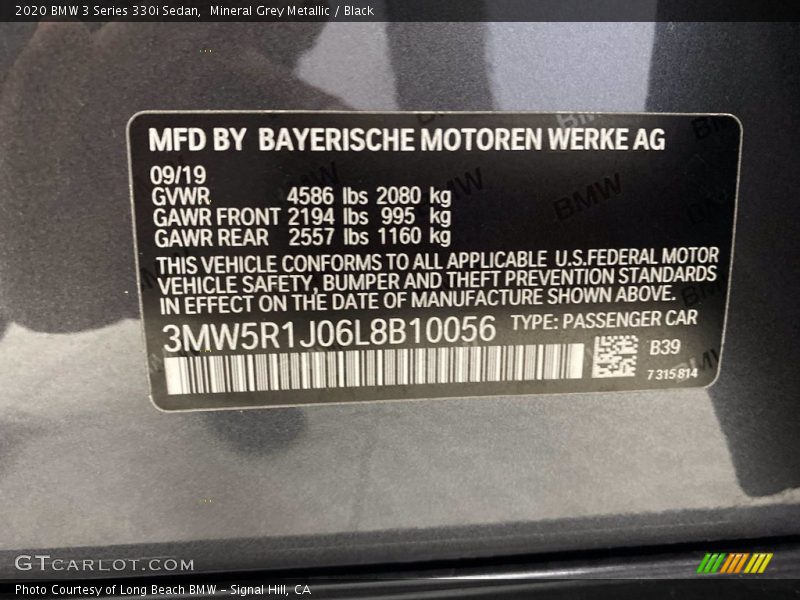 2020 BMW 3 Series 330i Sedan, Mineral Grey Metallic / Black
MFD BY BAYERISCHE MOTOREN WERKE AG
09/19
GVWR 4586 lbs 2080 kg
GAWR FRONT 2194 lbs 995 kg
GAWR REAR 2557 lbs 1160 kg
THIS VEHICLE CONFORMS TO ALL APPLICABLE U.S.FEDERAL MOTOR
VEHICLE SAFETY, BUMPER AND THEFT PREVENTION STANDARDS
IN EFFECT ON THE DATE OF MANUFACTURE SHOWN ABOVE.
3MW5R1J06L8B10056 TYPE: PASSENGER CAR
B39
7 315 814
BMW
GTCARLOT.COM
Photo Courtesy of Long Beach BMW - Signal Hill, CA